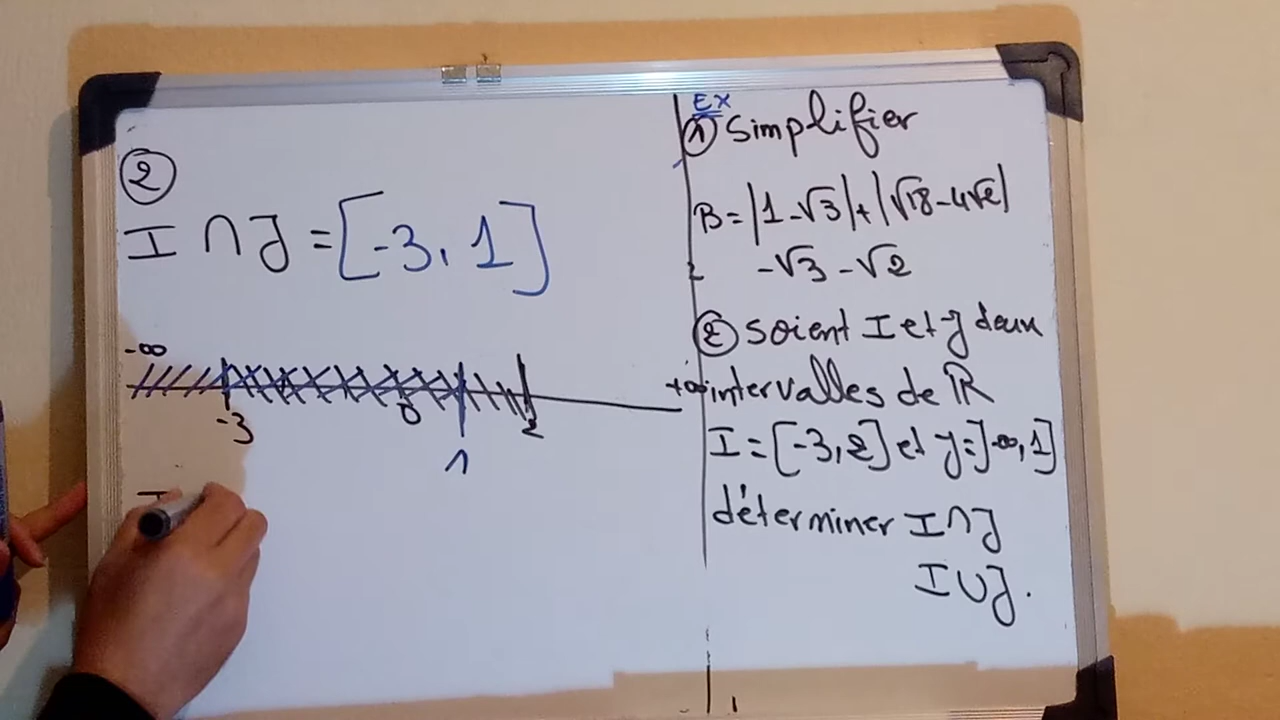 ②
I ∩ J = [-3, 1]
-∞ +∞
-3 0 2
1
I
Ex
① Simplifier
B = |1 - √3| + |√18 - 4√2|
-√3 - √2
② soient I et J deux
intervalles de ℝ
I = [-3, 2] et J = ]-∞, 1]
déterminer I ∩ J
I ∪ J.